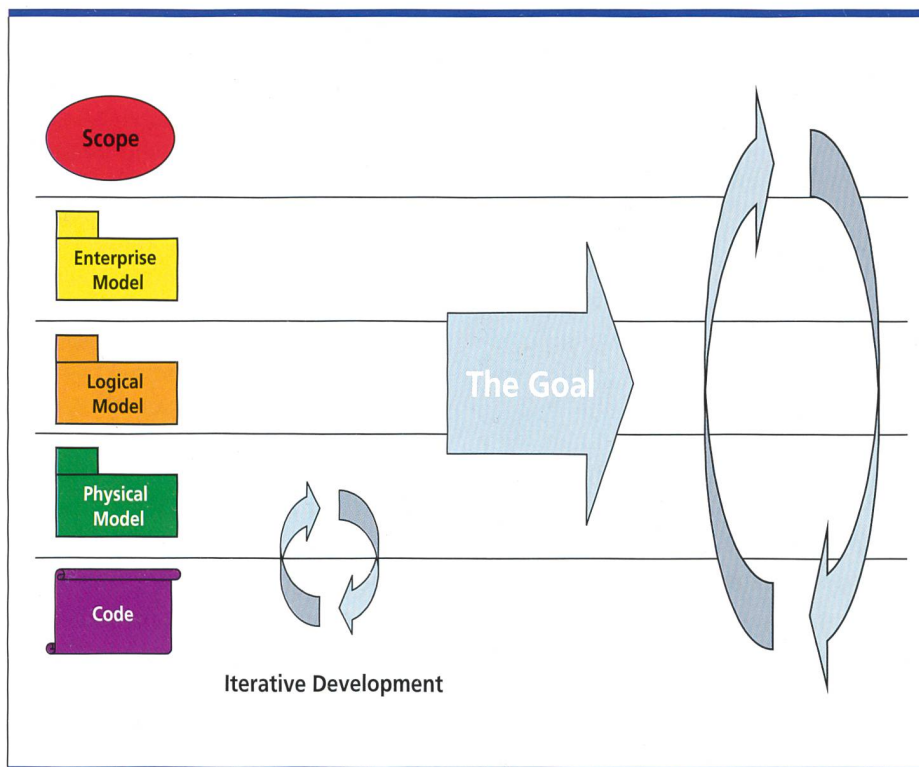 Scope
Enterprise
Model
Logical
Model
The Goal
Physical
Model
Code
Iterative Development